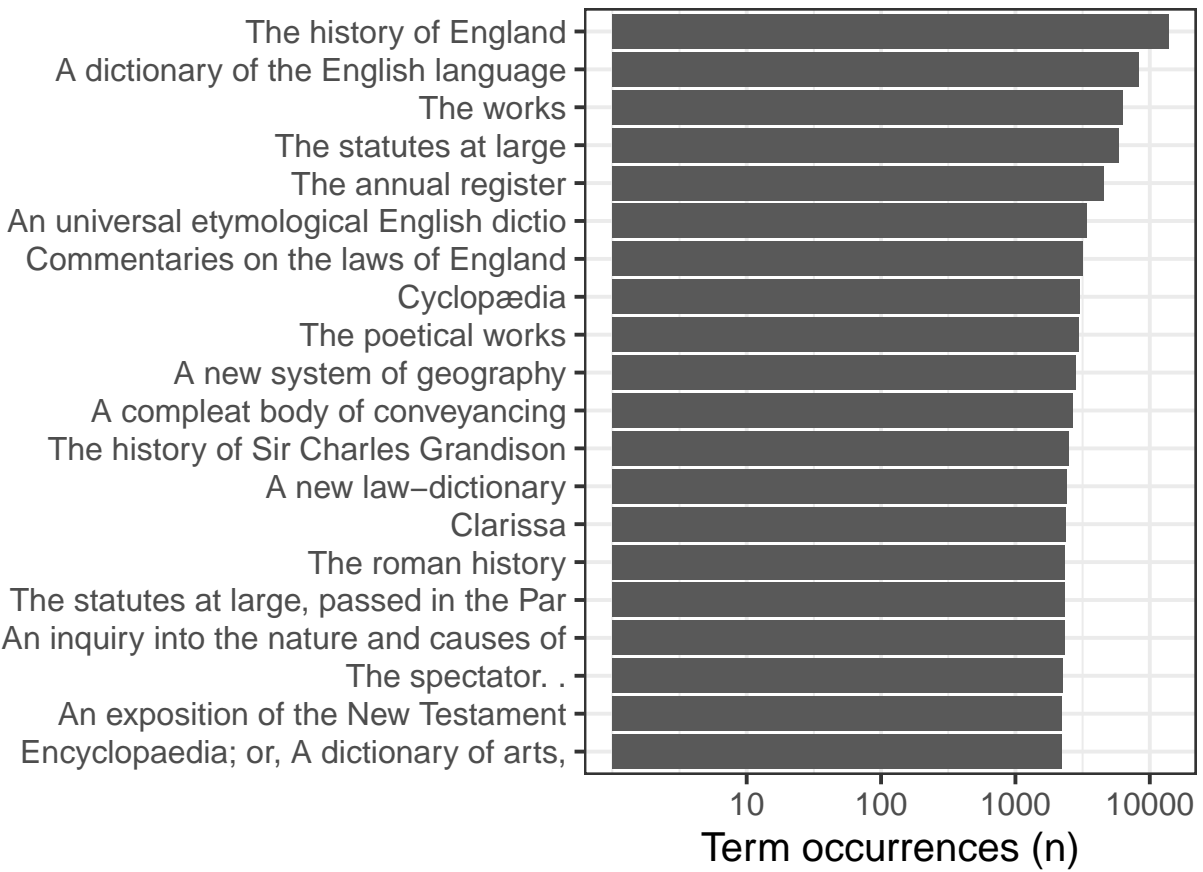 The history of England
A dictionary of the English language
The works
The statutes at large
The annual register
An universal etymological English dictio
Commentaries on the laws of England
Cyclopædia
The poetical works
A new system of geography
A compleat body of conveyancing
The history of Sir Charles Grandison
A new law−dictionary
Clarissa
The roman history
The statutes at large, passed in the Par
An inquiry into the nature and causes of
The spectator. .
An exposition of the New Testament
Encyclopaedia; or, A dictionary of arts,
10 100 1000 10000
Term occurrences (n)